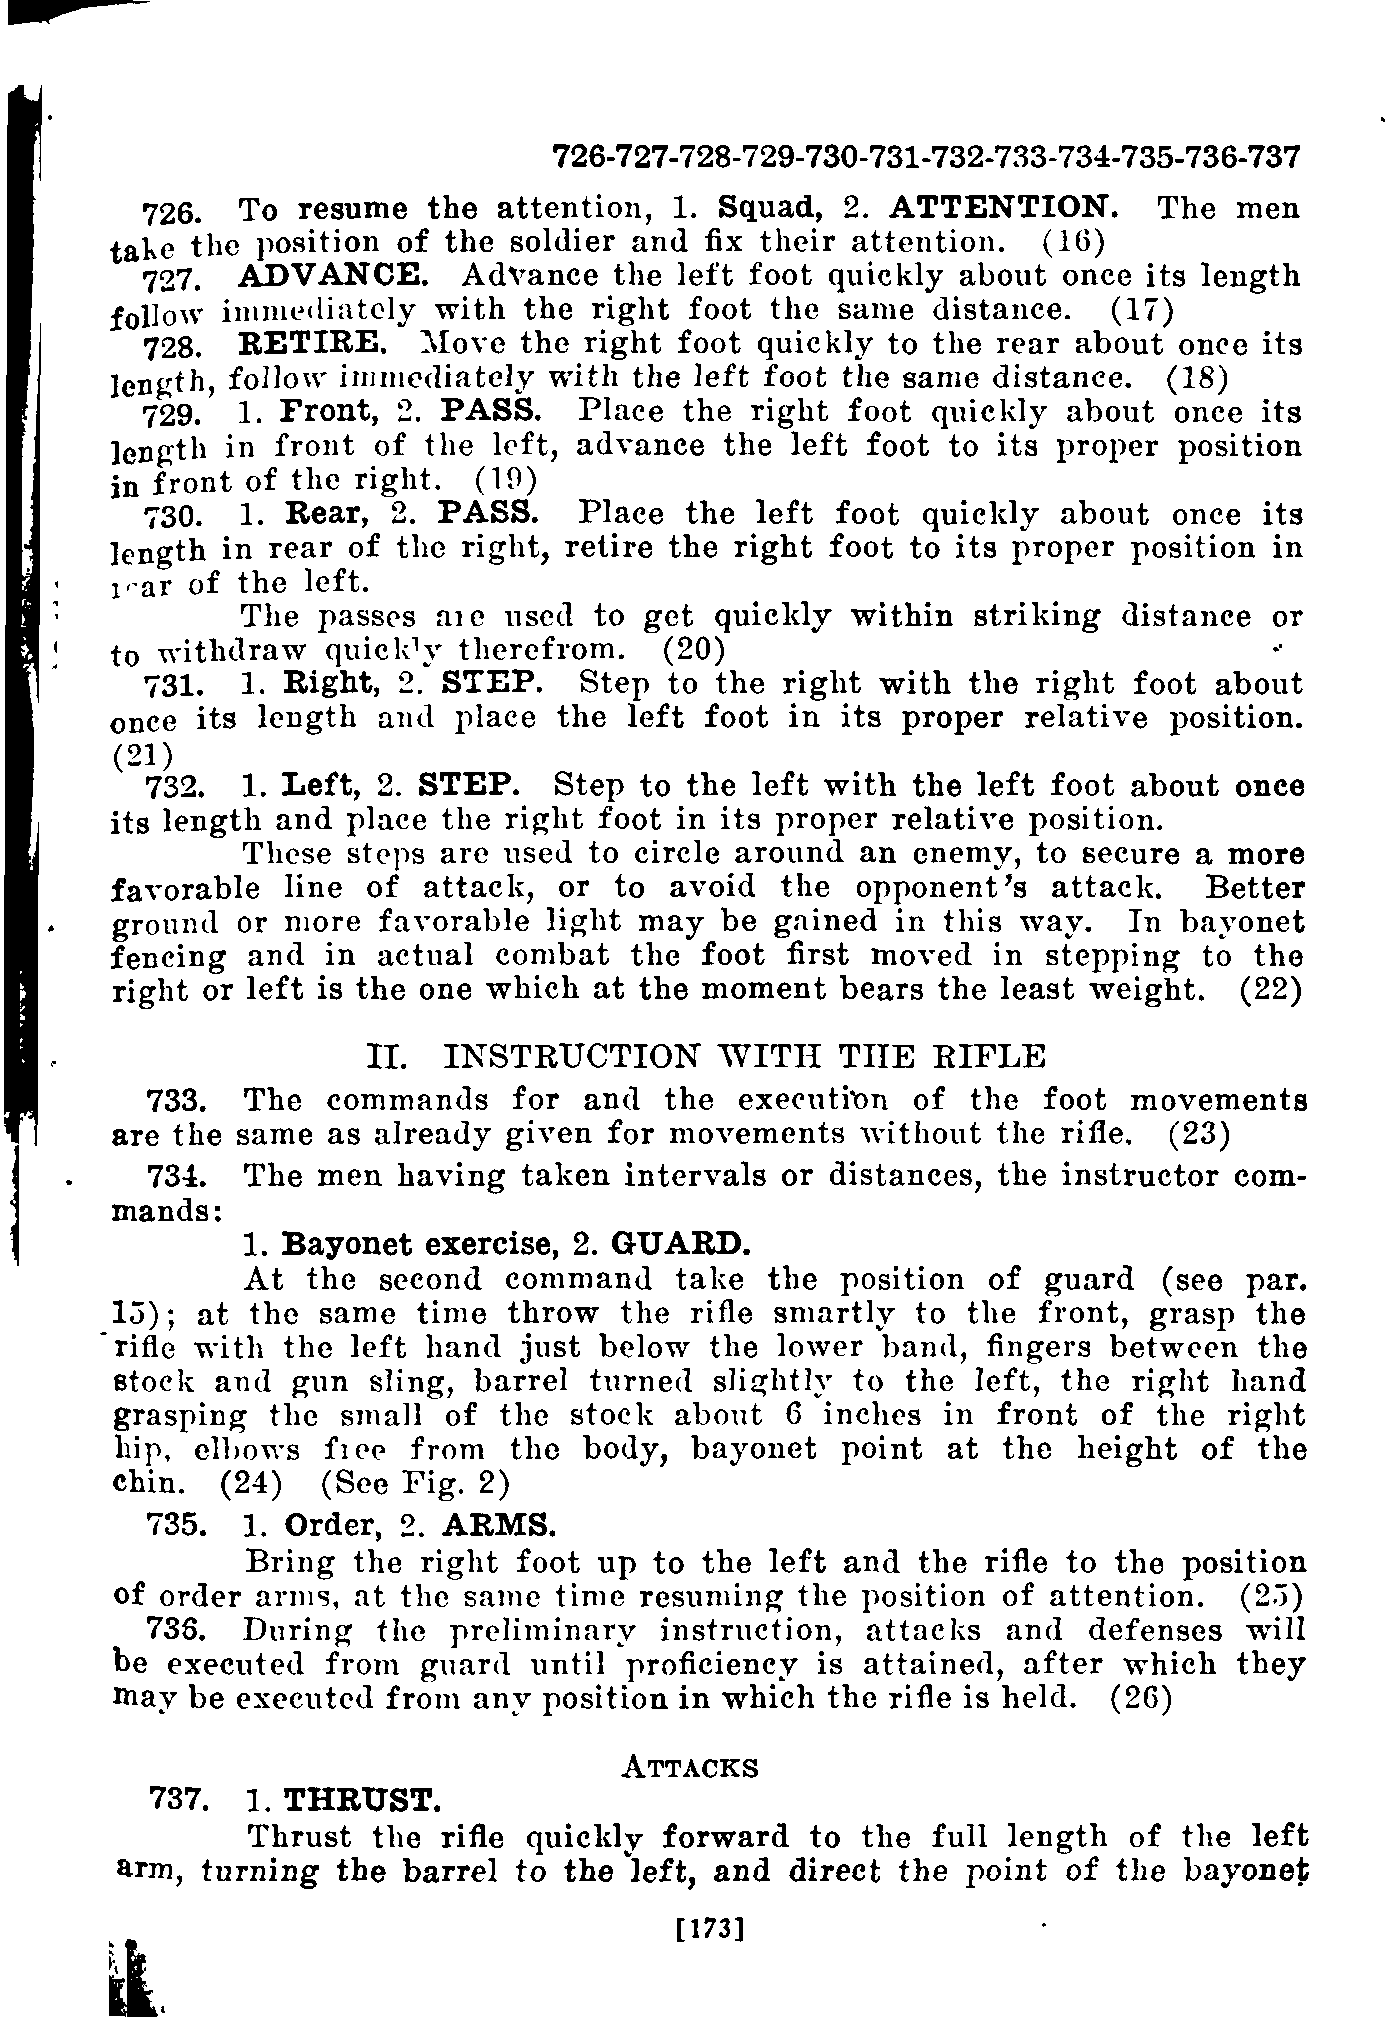 726-727-728-729-730-731-732-733-734-735-736-737
726. To resume the attention, 1. Squad, 2. ATTENTION. The men
take the position of the soldier and fix their attention. (16)
727. ADVANCE. Advance the left foot quickly about once its length
follow immediately with the right foot the same distance. (17)
728. RETIRE. Move the right foot quickly to the rear about once its
length, follow immediately with the left foot the same distance. (18)
729. 1. Front, 2. PASS. Place the right foot quickly about once its
length in front of the left, advance the left foot to its proper position
in front of the right. (19)
730. 1. Rear, 2. PASS. Place the left foot quickly about once its
length in rear of the right, retire the right foot to its proper position in
rear of the left.
The passes are used to get quickly within striking distance or
to withdraw quickly therefrom. (20)
731. 1. Right, 2. STEP. Step to the right with the right foot about
once its length and place the left foot in its proper relative position.
(21)
732. 1. Left, 2. STEP. Step to the left with the left foot about once
its length and place the right foot in its proper relative position.
These steps are used to circle around an enemy, to secure a more
favorable line of attack, or to avoid the opponent's attack. Better
ground or more favorable light may be gained in this way. In bayonet
fencing and in actual combat the foot first moved in stepping to the
right or left is the one which at the moment bears the least weight. (22)
II. INSTRUCTION WITH THE RIFLE
733. The commands for and the execution of the foot movements
are the same as already given for movements without the rifle. (23)
734. The men having taken intervals or distances, the instructor com-
mands:
1. Bayonet exercise, 2. GUARD.
At the second command take the position of guard (see par.
15); at the same time throw the rifle smartly to the front, grasp the
rifle with the left hand just below the lower band, fingers between the
stock and gun sling, barrel turned slightly to the left, the right hand
grasping the small of the stock about 6 inches in front of the right
hip, elbows free from the body, bayonet point at the height of the
chin. (24) (See Fig. 2)
735. 1. Order, 2. ARMS.
Bring the right foot up to the left and the rifle to the position
of order arms, at the same time resuming the position of attention. (25)
736. During the preliminary instruction, attacks and defenses will
be executed from guard until proficiency is attained, after which they
may be executed from any position in which the rifle is held. (26)
ATTACKS
737. 1. THRUST.
Thrust the rifle quickly forward to the full length of the left
arm, turning the barrel to the left, and direct the point of the bayonet
[173]